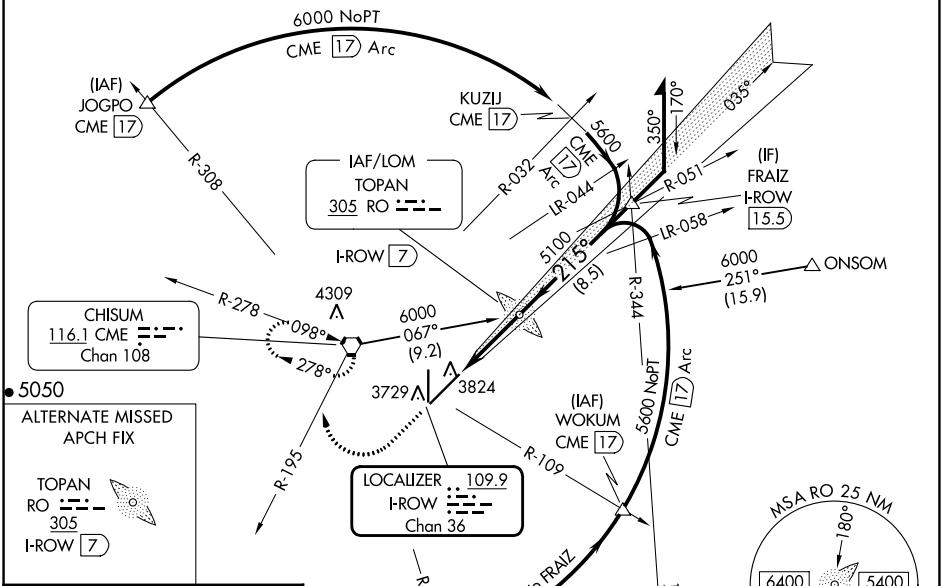 6000 NoPT
CME 17 Arc
(IAF)
JOGPO
CME 17
KUZIJ
CME 17
5600
CME
17
Arc
350°
170°
035°
R-308
R-032
LR-044
R-051
(IF)
FRAIZ
I-ROW
15.5
IAF/LOM
TOPAN
305 RO
I-ROW 7
LR-058
5100
215°
(8.5)
6000
251°
(15.9)
ONSOM
R-344
R-278
4309
098°
278°
6000
067°
(9.2)
CHISUM
116.1 CME
Chan 108
5050
3729
3824
(IAF)
WOKUM
CME 17
5600 NoPT
CME 17 Arc
ALTERNATE MISSED
APCH FIX
TOPAN
RO
305
I-ROW 7
R-195
R-109
LOCALIZER 109.9
I-ROW
Chan 36
FRAIZ
MSA RO 25 NM
180°
6400
5400